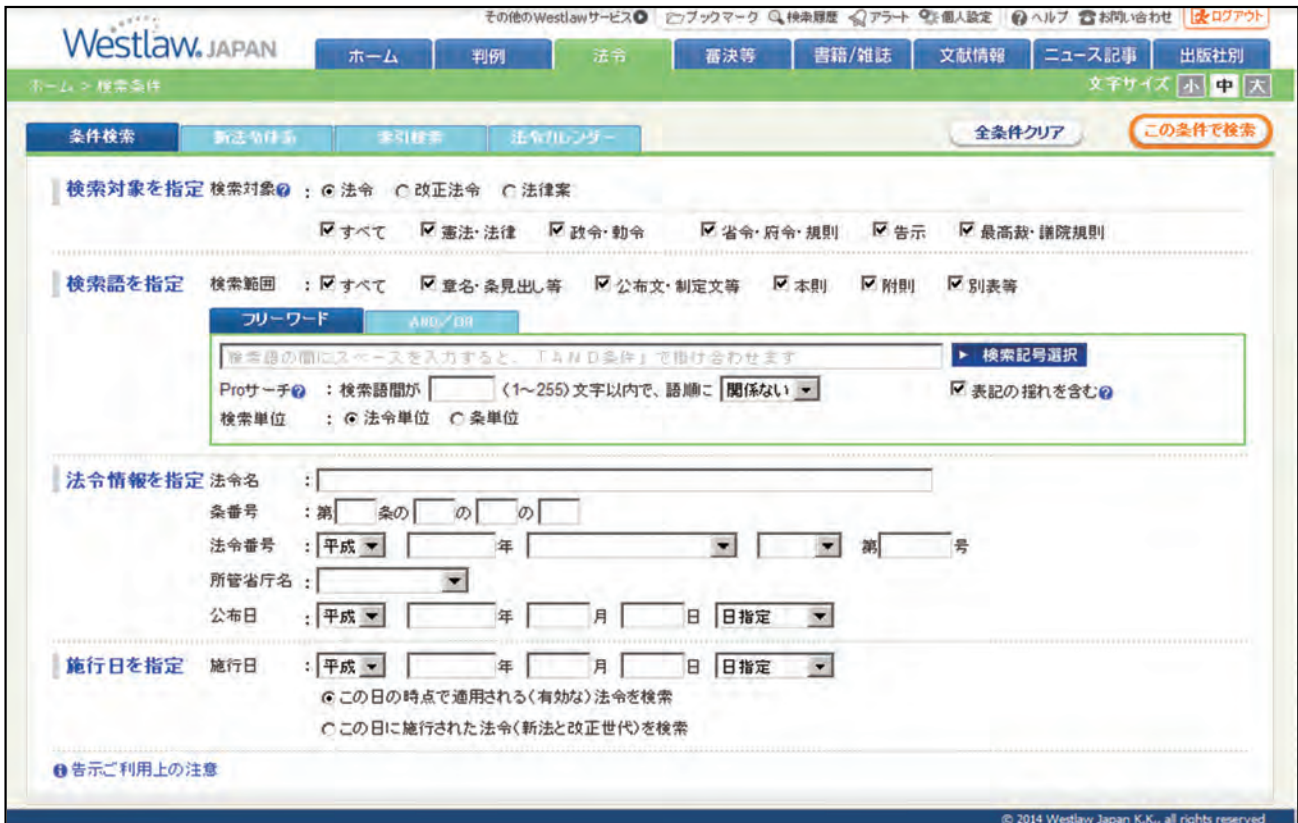 その他のWestlawサービス ブックマーク 検索履歴 アラート 個人設定 ヘルプ お問い合わせ ログアウト
Westlaw. JAPAN
ホーム 判例 法令 審決等 書籍/雑誌 文献情報 ニュース記事 出版社別
ホーム > 検索条件 文字サイズ 小 中 大
条件検索 新法令体系 索引検索 法令カレンダー 全条件クリア この条件で検索
検索対象を指定 検索対象 : 法令 改正法令 法律案
すべて 憲法・法律 政令・勅令 省令・府令・規則 告示 最高裁・議院規則
検索語を指定 検索範囲 : すべて 章名・条見出し等 公布文・制定文等 本則 附則 別表等
フリーワード AND/OR
検索語の間にスペースを入力すると、「AND条件」で掛け合わせます 検索記号選択
Proサーチ : 検索語間が (1~255)文字以内で、語順に 関係ない 表記の揺れを含む
検索単位 : 法令単位 条単位
法令情報を指定 法令名 :
条番号 : 第 条の の の
法令番号 : 平成 年 第 号
所管省庁名 :
公布日 : 平成 年 月 日 日指定
施行日を指定 施行日 : 平成 年 月 日 日指定
この日の時点で適用される(有効な)法令を検索
この日に施行された法令(新法と改正世代)を検索
告示ご利用上の注意
© 2014 Westlaw Japan K.K., all rights reserved